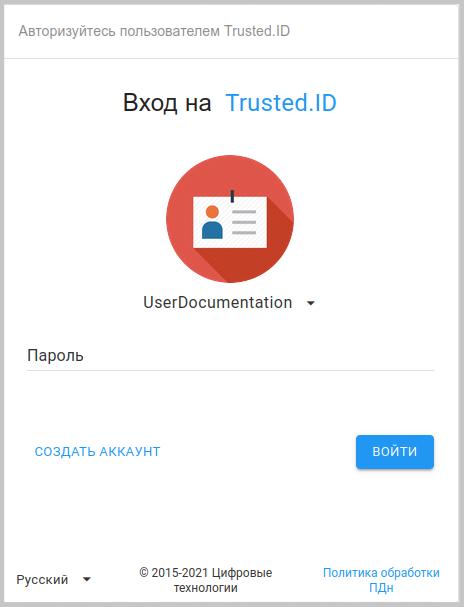 Авторизуйтесь пользователем Trusted.ID
Вход на Trusted.ID
UserDocumentation
Пароль
СОЗДАТЬ АККАУНТ
ВОЙТИ
Русский
© 2015-2021 Цифровые
технологии
Политика обработки
ПДн